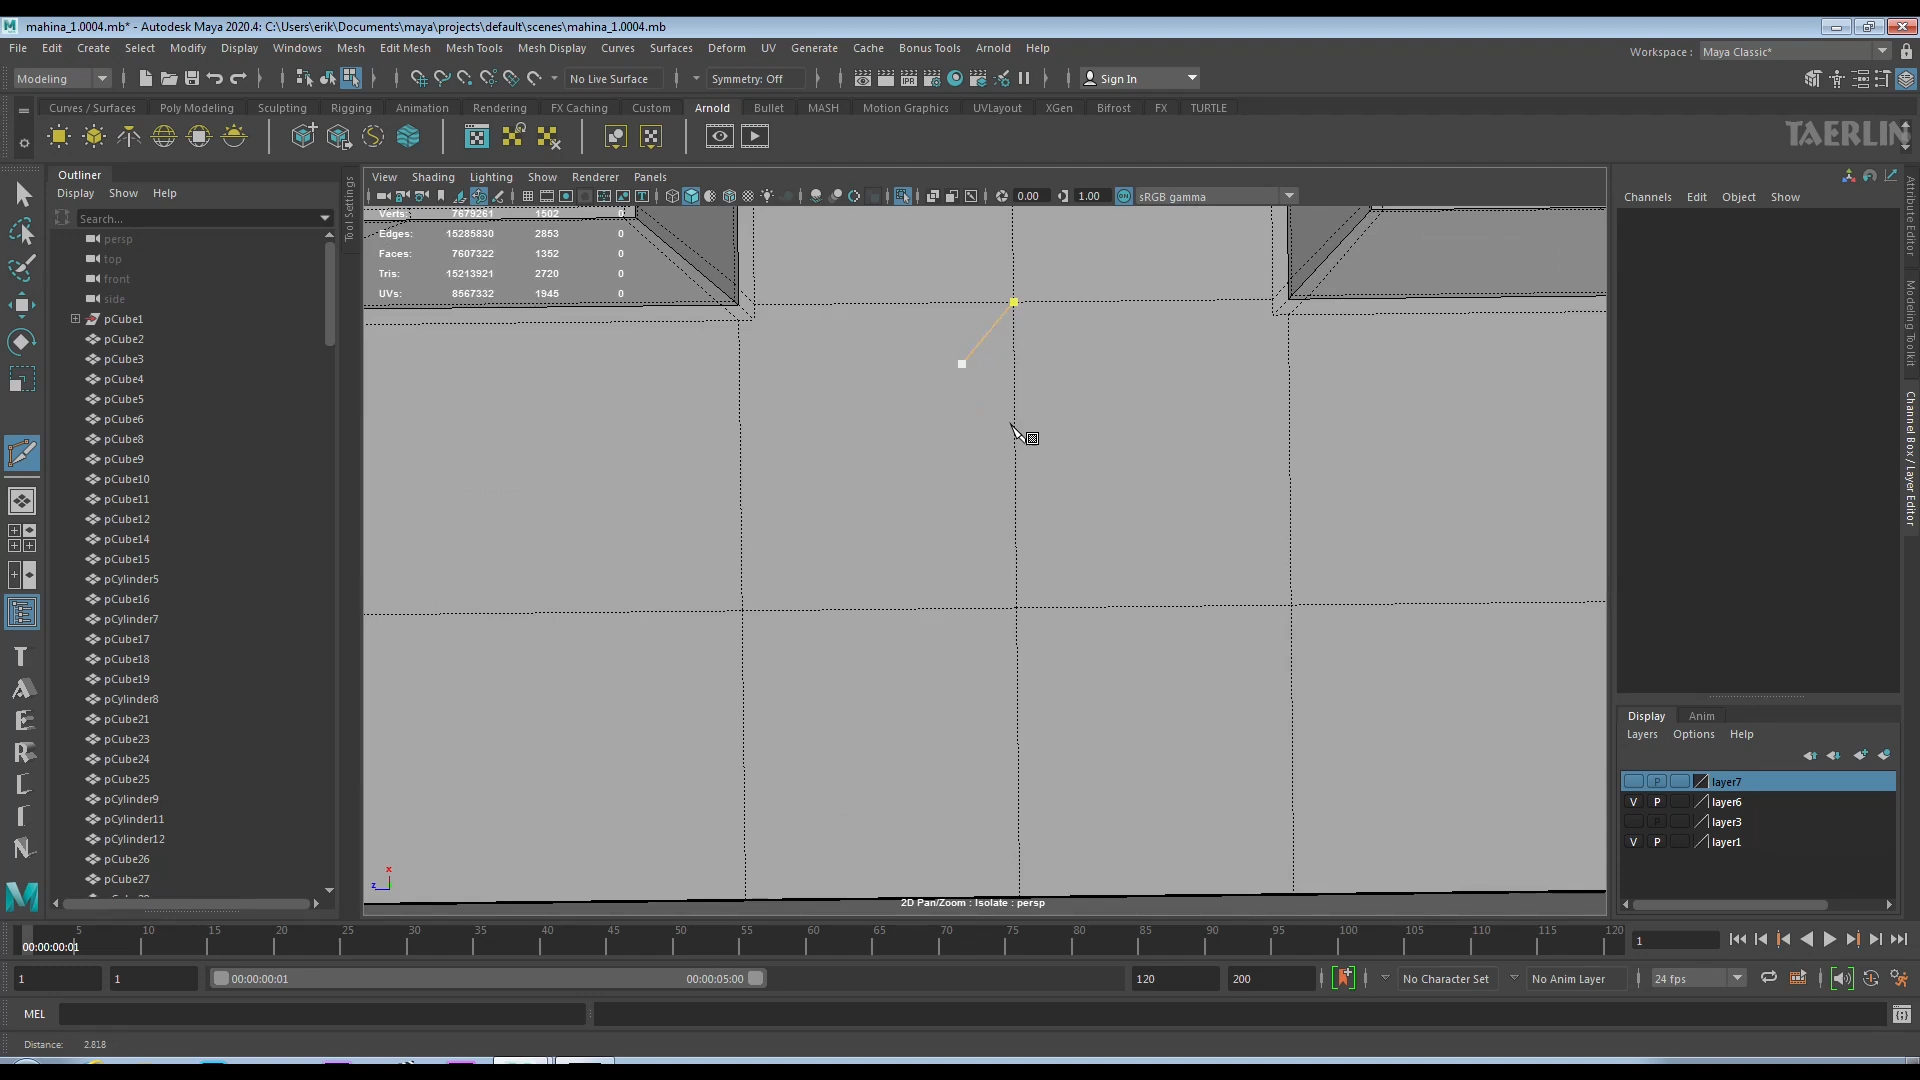 mahina_1.0004.mb* - Autodesk Maya 2020.4: C:\Users\erik\Documents\maya\projects\default\scenes\mahina_1.0004.mb
File Edit Create Select Modify Display Windows Mesh Edit Mesh Mesh Tools Mesh Display Curves Surfaces Deform UV Generate Cache Bonus Tools Arnold Help
Workspace : Maya Classic*
Modeling No Live Surface Symmetry: Off Sign In
Curves / Surfaces Poly Modeling Sculpting Rigging Animation Rendering FX Caching Custom Arnold Bullet MASH Motion Graphics XGen UVLayout Bifrost FX TURTLE
TAERLIN
Outliner
Display Show Help
Search...
persp
top
front
side
pCube1
pCube2
pCube3
pCube4
pCube5
pCube6
pCube8
pCube9
pCube10
pCube11
pCube12
pCube14
pCube15
pCylinder5
pCube16
pCylinder7
pCube17
pCube18
pCube19
pCylinder8
pCube21
pCube23
pCube24
pCube25
pCylinder9
pCylinder11
pCylinder12
pCube26
pCube27
Tool Settings
View Shading Lighting Show Renderer Panels
0.00 1.00 ON sRGB gamma
Verts: 7679261 1502 0
Edges: 15285830 2853 0
Faces: 7607322 1352 0
Tris: 15213921 2720 0
UVs: 8567332 1945 0
x
z
2D Pan/Zoom : Isolate : persp
Channels Edit Object Show
Attribute Editor
Modeling Toolkit
Channel Box / Layer Editor
Display Anim
Layers Options Help
P layer7
V P layer6
P layer3
V P layer1
5 10 15 20 25 30 35 40 45 50 55 60 65 70 75 80 85 90 95 100 105 110 115 120
00:00:00:01
1
1 1 00:00:00:01 00:00:05:00 120 200 No Character Set No Anim Layer 24 fps
MEL
Distance: 2.818